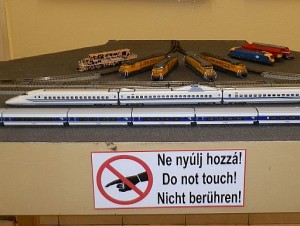 Ne nyúlj hozzá!
Do not touch!
Nicht berühren!